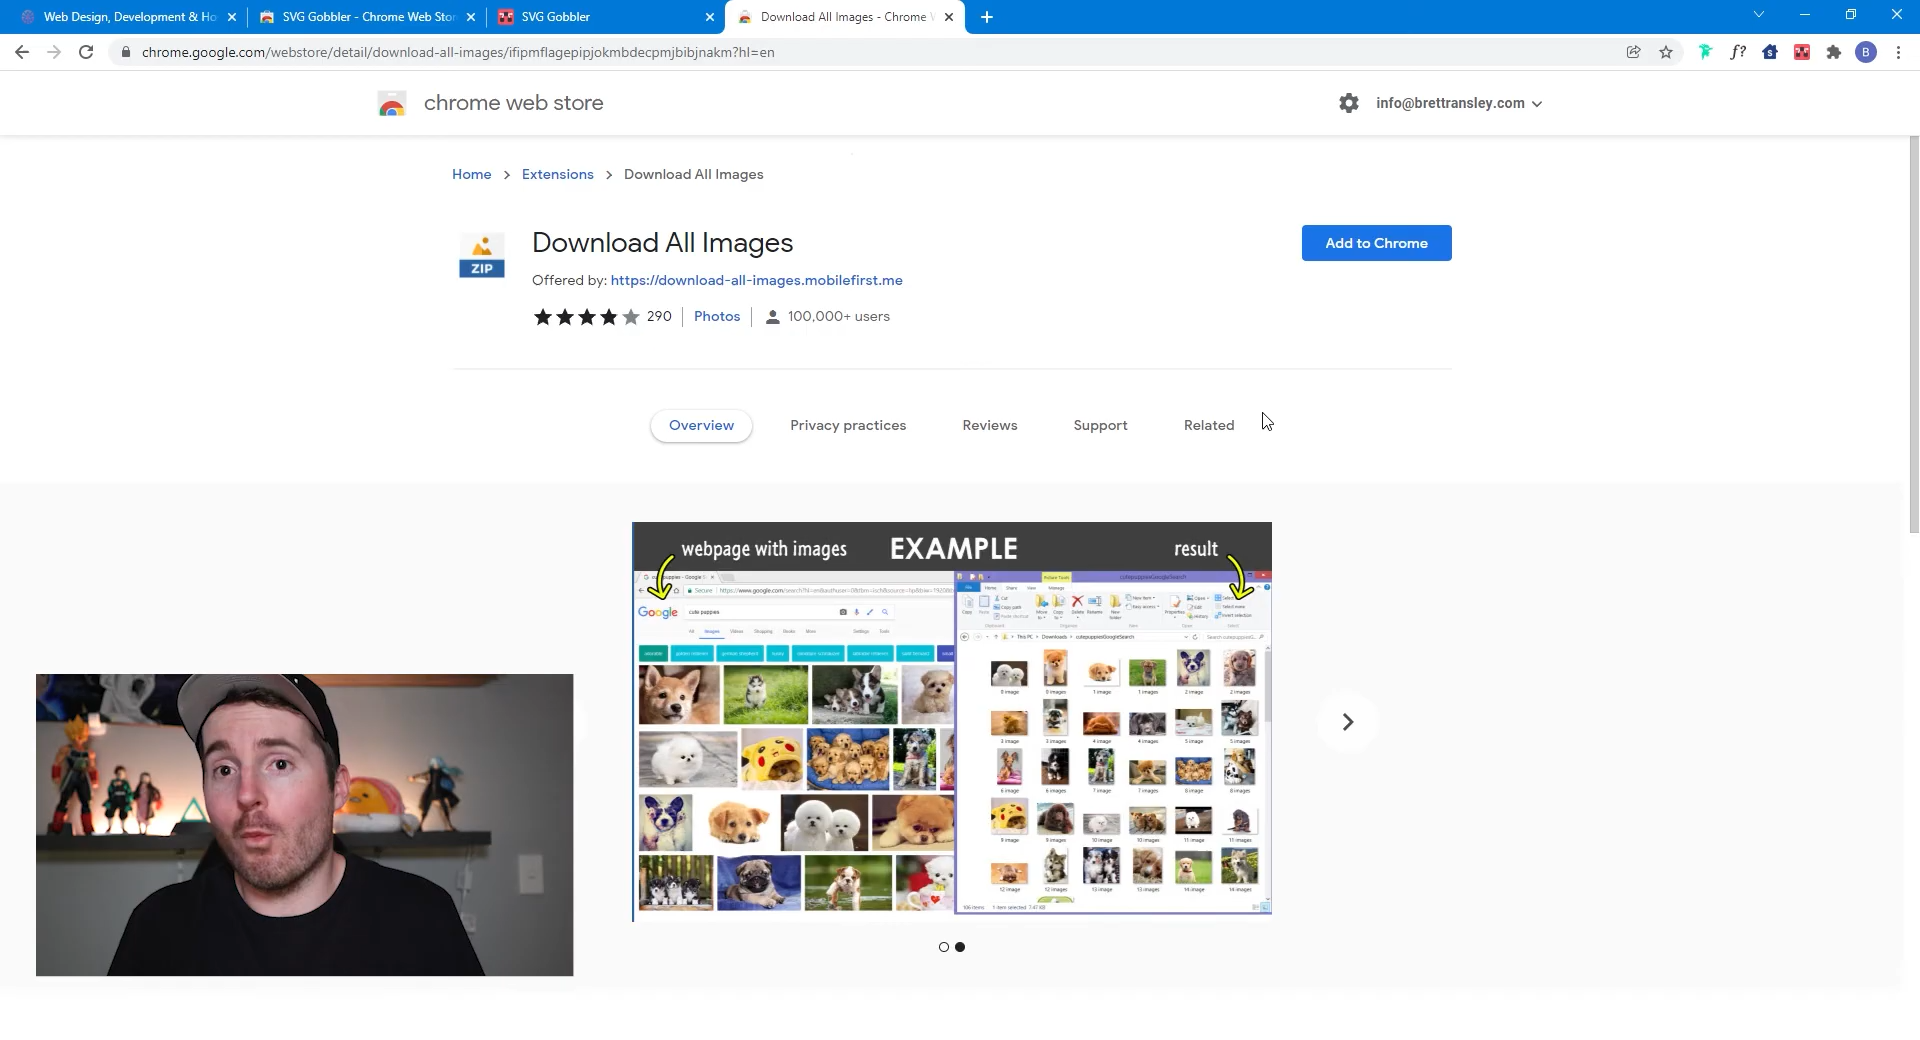 Web Design, Development & Ho
SVG Gobbler - Chrome Web Stor
SVG Gobbler
Download All Images - Chrome W
chrome.google.com/webstore/detail/download-all-images/ifipmflagepipjokmbdecpmjbibjnakm?hl=en
f?
B
chrome web store
info@brettransley.com
Home > Extensions > Download All Images
ZIP
Download All Images
Offered by: https://download-all-images.mobilefirst.me
290
Photos
100,000+ users
Add to Chrome
Overview
Privacy practices
Reviews
Support
Related
webpage with images
EXAMPLE
result
Google
cute puppies